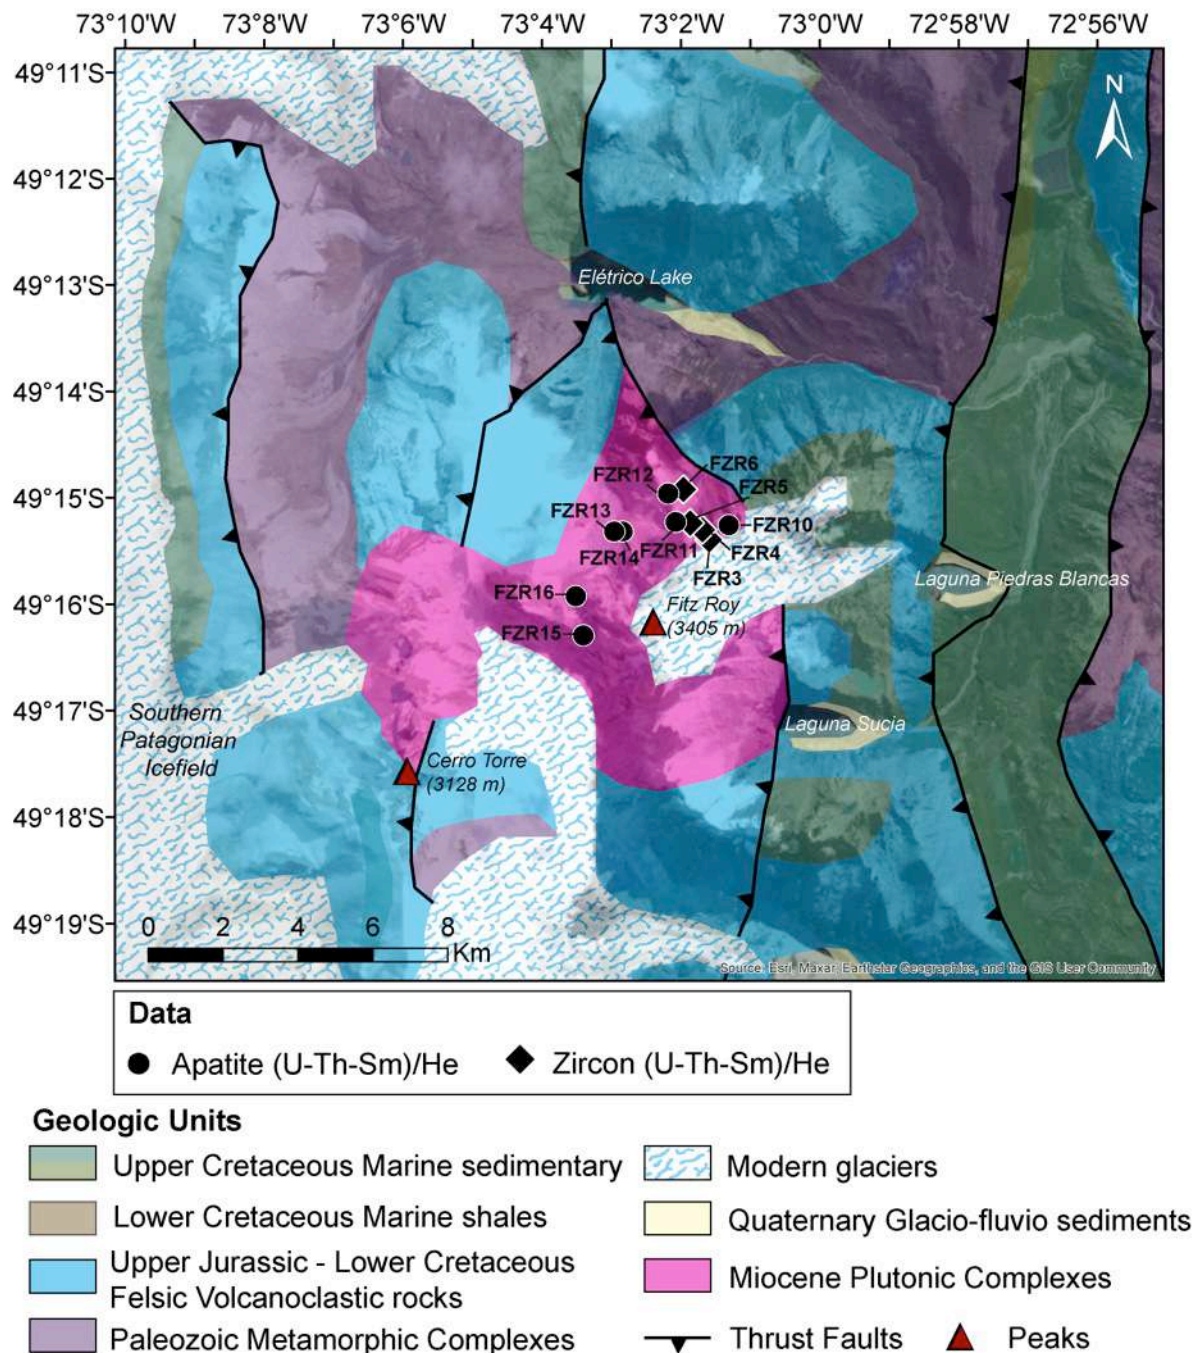 73°10'W 73°8'W 73°6'W 73°4'W 73°2'W 73°0'W 72°58'W 72°56'W
49°11'S
N
49°12'S
49°13'S
Elétrico Lake
49°14'S
FZR6
FZR12
FZR5
49°15'S
FZR13
FZR10
FZR14
FZR11
FZR4
FZR3
Laguna Piedras Blancas
49°16'S
FZR16
Fitz Roy
(3405 m)
FZR15
49°17'S
Southern
Patagonian
Icefield
Laguna Sucia
Cerro Torre
(3128 m)
49°18'S
49°19'S
0 2 4 6 8
Km
Source: Esri, Maxar, Earthstar Geographics, and the GIS User Community
Data
Apatite (U-Th-Sm)/He Zircon (U-Th-Sm)/He
Geologic Units
Upper Cretaceous Marine sedimentary
Modern glaciers
Lower Cretaceous Marine shales
Quaternary Glacio-fluvio sediments
Upper Jurassic - Lower Cretaceous
Felsic Volcanoclastic rocks
Miocene Plutonic Complexes
Paleozoic Metamorphic Complexes
Thrust Faults Peaks